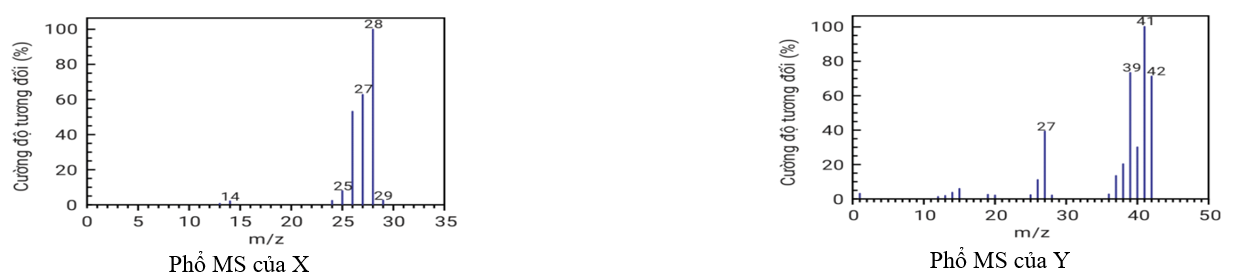 Cường độ tương đối (%)
100
80
60
40
20
0
28
27
25
14
29
0 5 10 15 20 25 30 35
m/z
Phổ MS của X
Cường độ tương đối (%)
100
80
60
40
20
0
41
39
42
27
0 10 20 30 40 50
m/z
Phổ MS của Y